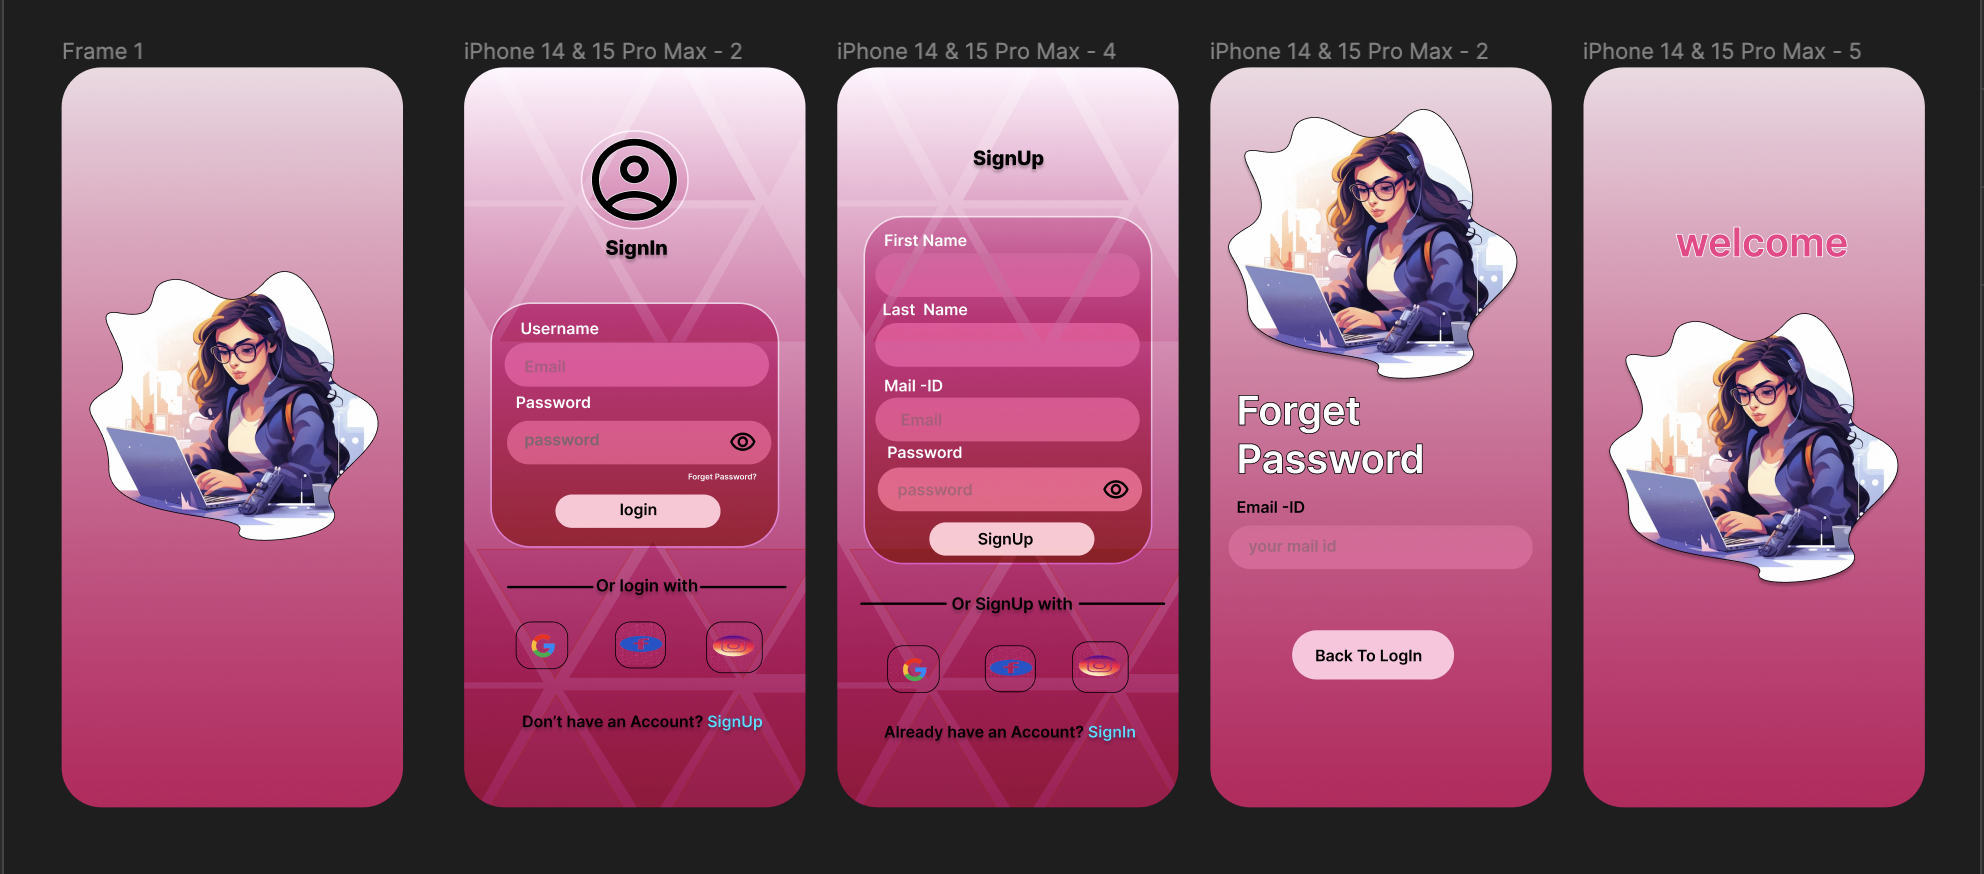 Frame 1
iPhone 14 & 15 Pro Max - 2
SignIn
Username
Email
Password
password
Forget Password?
login
Or login with
Don't have an Account? SignUp
iPhone 14 & 15 Pro Max - 4
SignUp
First Name
Last  Name
Mail -ID
Email
Password
password
SignUp
Or SignUp with
Already have an Account? SignIn
iPhone 14 & 15 Pro Max - 2
Forget
Password
Email -ID
your mail id
Back To LogIn
iPhone 14 & 15 Pro Max - 5
welcome